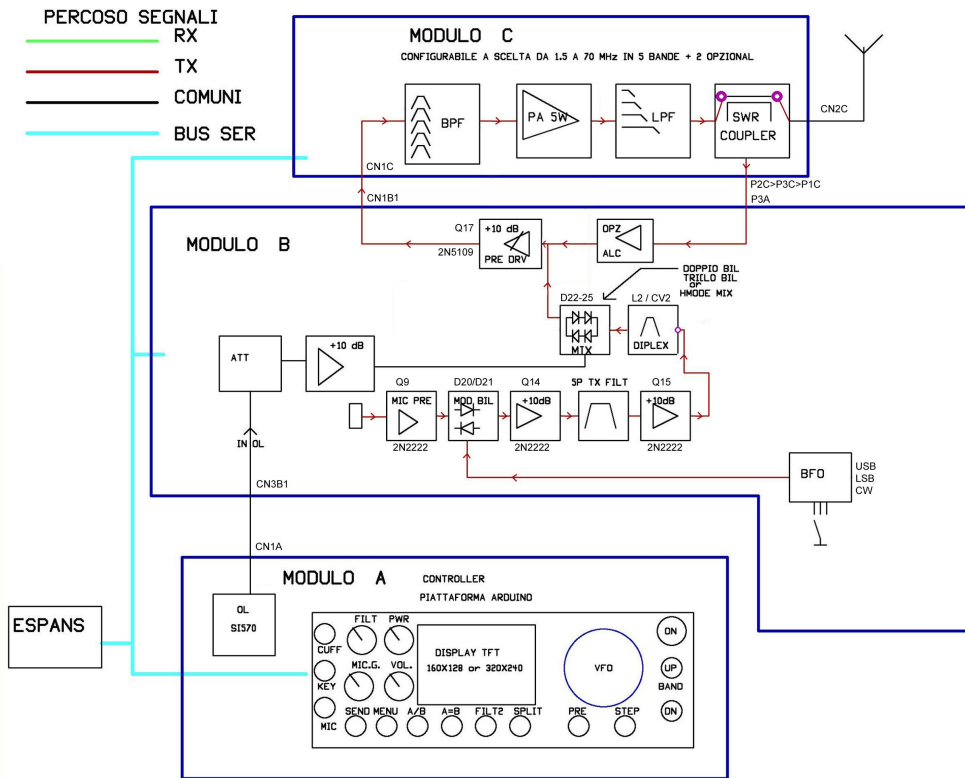 PERCOSO SEGNALI
RX
TX
COMUNI
BUS SER
MODULO C
CONFIGURABILE A SCELTA DA 1.5 A 70 MHz IN 5 BANDE + 2 OPZIONAL
BPF
PA 5W
LPF
SWR
COUPLER
CN2C
CN1C
P2C>P3C>P1C
CN1B1
P3A
MODULO B
Q17
+10 dB
2N5109
PRE DRV
OPZ
ALC
DOPPIO BIL
TRIPLO BIL
or
HMODE MIX
D22-25
MIX
L2 / CV2
DIPLEX
ATT
+10 dB
Q9
MIC PRE
2N2222
D20/D21
MOD BIL
Q14
+10dB
2N2222
SP TX FILT
Q15
+10dB
2N2222
IN OL
BFO
USB
LSB
CW
CN3B1
CN1A
MODULO A
CONTROLLER
PIATTAFORMA ARDUINO
OL
SI570
ESPANS
FILT
PWR
CUFF
MIC.G.
VOL.
KEY
MIC
DISPLAY TFT
160X128 or 320X240
VFO
ON
UP
BAND
DN
SEND
MENU
A/B
A=B
FILT2
SPLIT
PRE
STEP